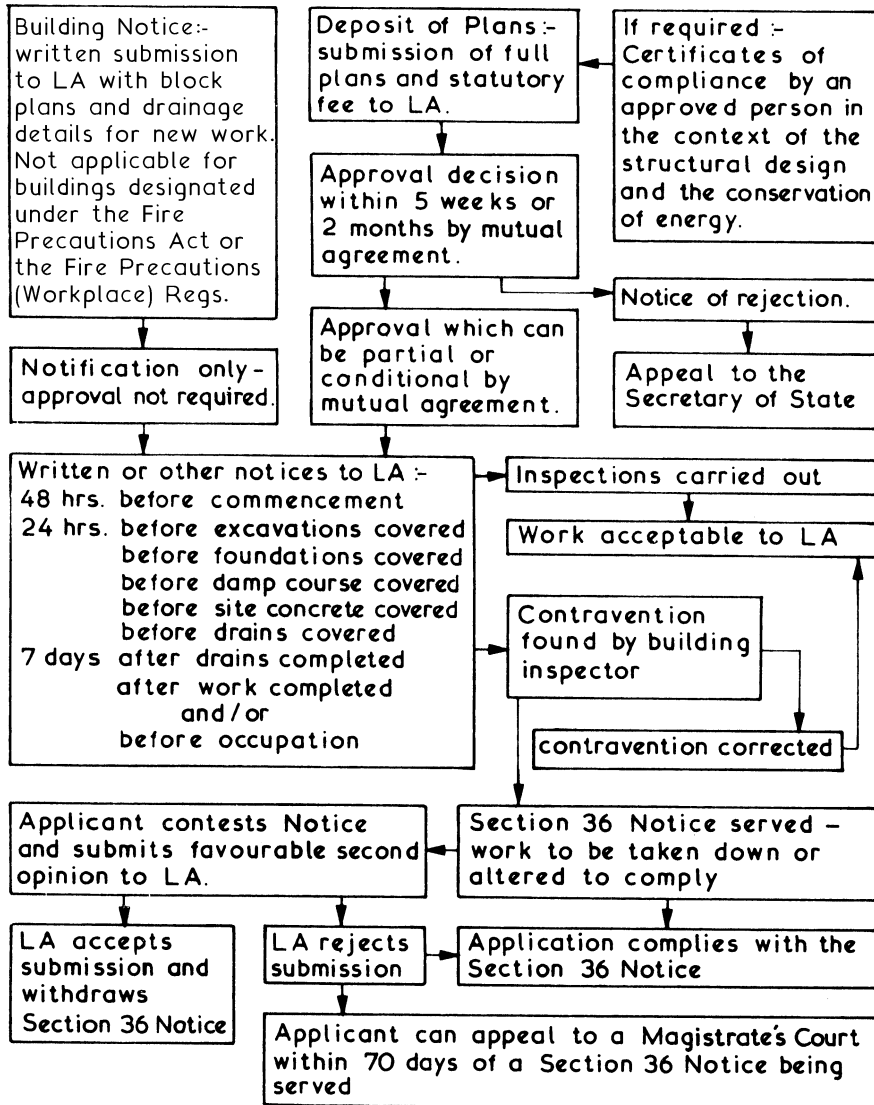 Building Notice:-
written submission
to LA with block
plans and drainage
details for new work.
Not applicable for
buildings designated
under the Fire
Precautions Act or
the Fire Precautions
(Workplace) Regs.
Deposit of Plans:-
submission of full
plans and statutory
fee to LA.
If required :-
Certificates of
compliance by an
approved person in
the context of the
structural design
and the conservation
of energy.
Approval decision
within 5 weeks or
2 months by mutual
agreement.
Notice of rejection.
Notification only-
approval not required.
Approval which can
be partial or
conditional by
mutual agreement.
Appeal to the
Secretary of State
Written or other notices to LA :-
48 hrs. before commencement
24 hrs. before excavations covered
before foundations covered
before damp course covered
before site concrete covered
before drains covered
7 days after drains completed
after work completed
and/or
before occupation
Inspections carried out
Work acceptable to LA
Contravention
found by building
inspector
contravention corrected
Applicant contests Notice
and submits favourable second
opinion to LA.
Section 36 Notice served –
work to be taken down or
altered to comply
LA accepts
submission and
withdraws
Section 36 Notice
LA rejects
submission
Application complies with the
Section 36 Notice
Applicant can appeal to a Magistrate's Court
within 70 days of a Section 36 Notice being
served